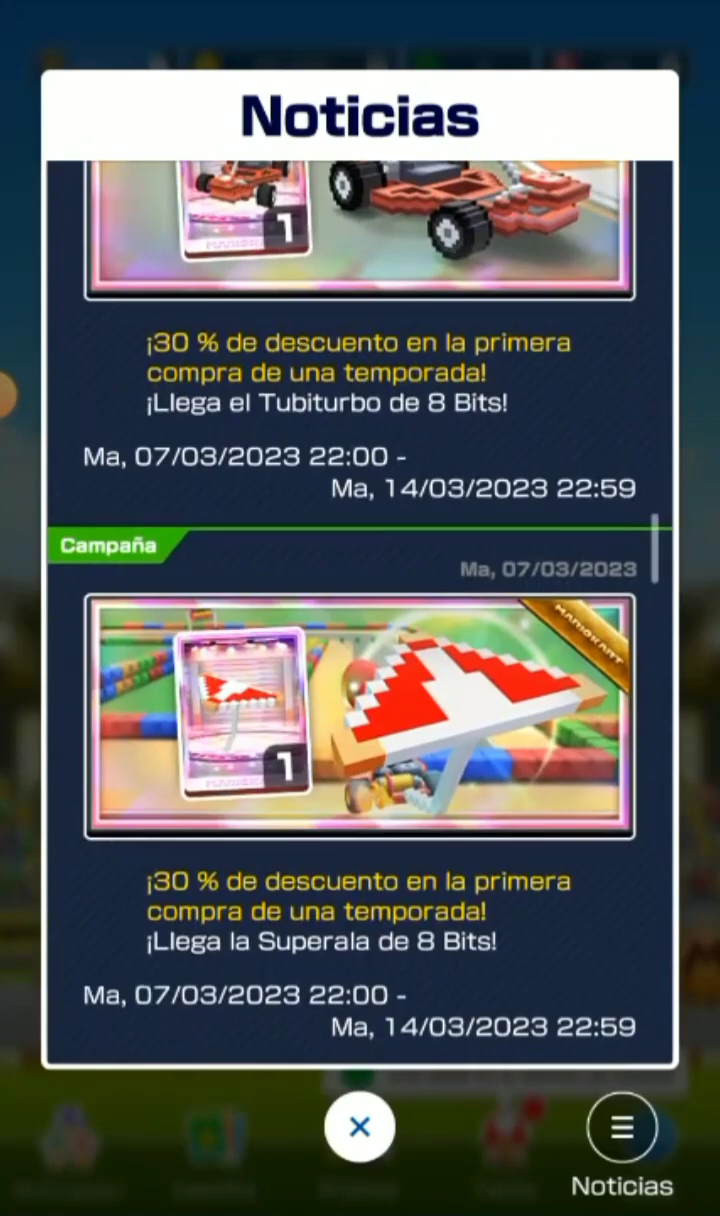 Noticias
1
¡30 % de descuento en la primera
compra de una temporada!
¡Llega el Tubiturbo de 8 Bits!
Ma, 07/03/2023 22:00 -
Ma, 14/03/2023 22:59
Campaña
Ma, 07/03/2023
MARIOKART
1
¡30 % de descuento en la primera
compra de una temporada!
¡Llega la Superala de 8 Bits!
Ma, 07/03/2023 22:00 -
Ma, 14/03/2023 22:59
Noticias